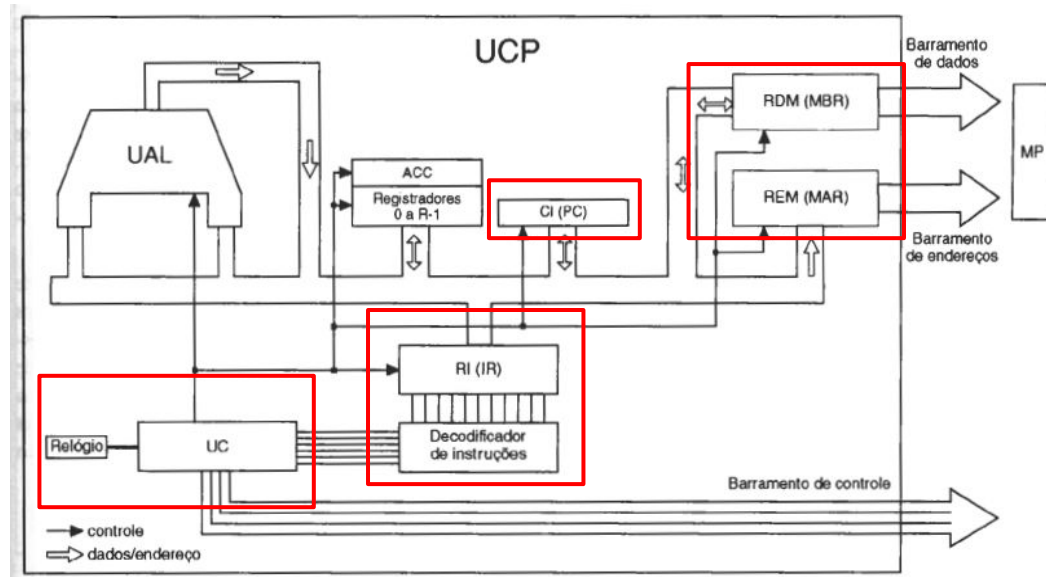 UCP
Barramento
de dados
RDM (MBR)
MP
UAL
ACC
Registradores
0 a R-1
CI (PC)
REM (MAR)
Barramento
de endereços
RI (IR)
Relógio
UC
Decodificador
de instruções
Barramento de controle
controle
dados/endereço